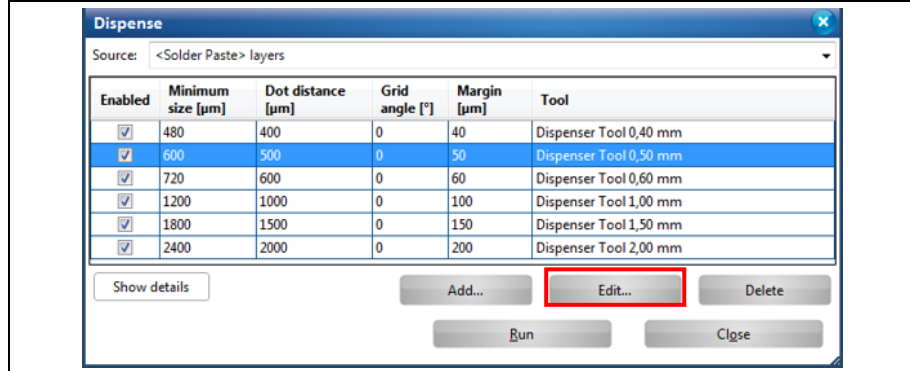 Dispense
Source: <Solder Paste> layers
Enabled Minimum size [µm] Dot distance [µm] Grid angle [°] Margin [µm] Tool
480 400 0 40 Dispenser Tool 0,40 mm
600 500 0 50 Dispenser Tool 0,50 mm
720 600 0 60 Dispenser Tool 0,60 mm
1200 1000 0 100 Dispenser Tool 1,00 mm
1800 1500 0 150 Dispenser Tool 1,50 mm
2400 2000 0 200 Dispenser Tool 2,00 mm
Show details Add... Edit... Delete
Run Close